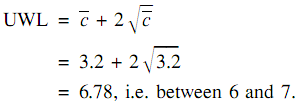 UWL = c̅ + 2 √c̿
= 3.2 + 2 √3.2
= 6.78, i.e. between 6 and 7.